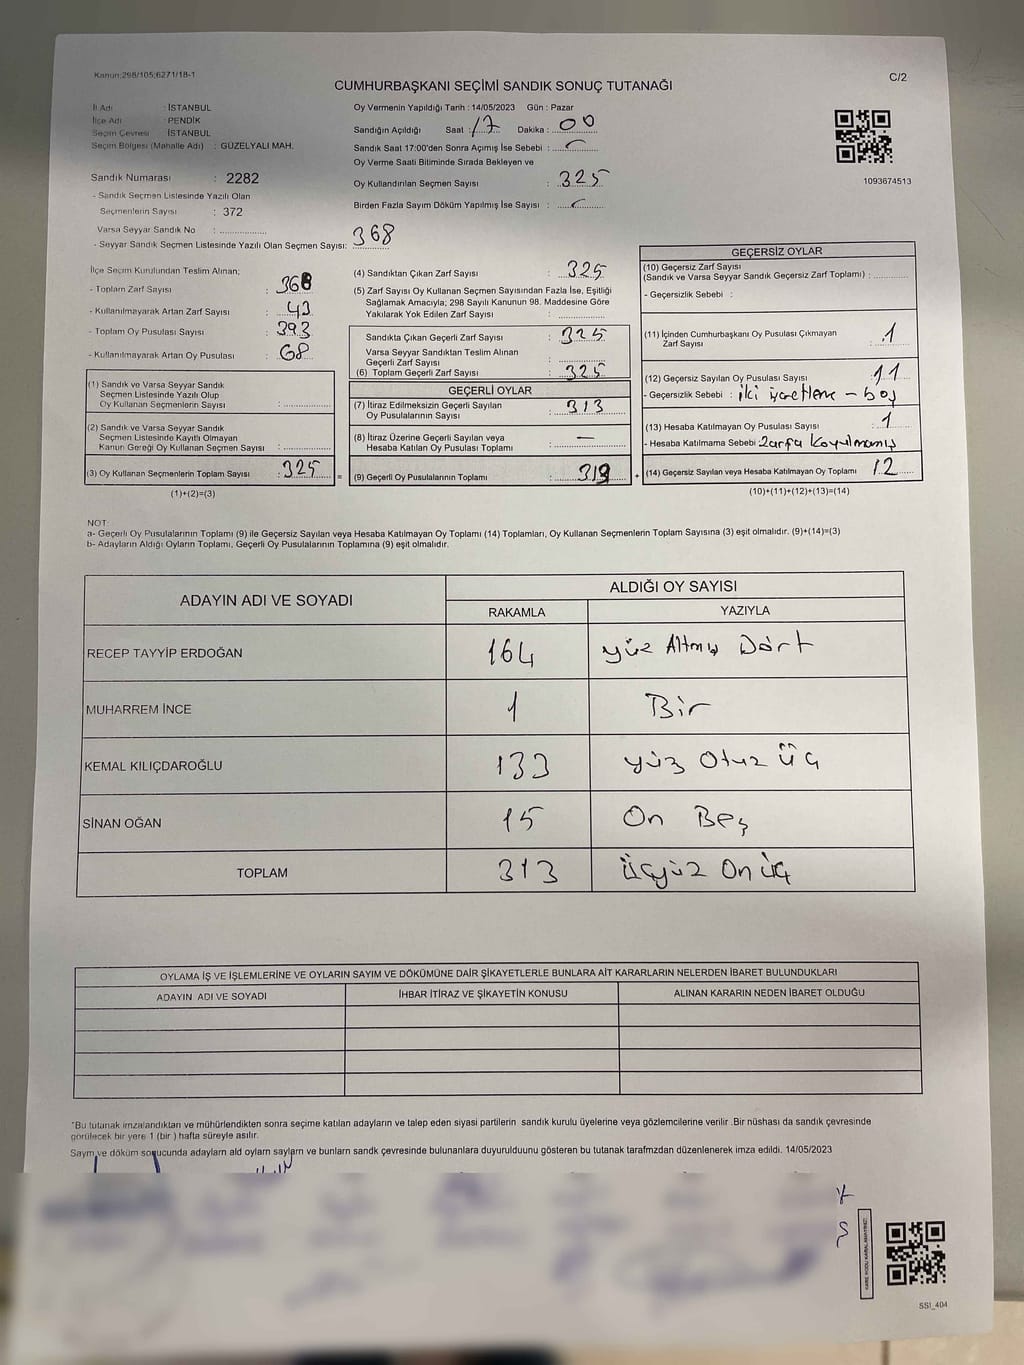 Kanun:298/105;6271/18-1
C/2
CUMHURBAŞKANI SEÇİMİ SANDIK SONUÇ TUTANAĞI
İl Adı : İSTANBUL
İlçe Adı : PENDİK
Seçim Çevresi : İSTANBUL
Seçim Bölgesi (Mahalle Adı) : GÜZELYALI MAH.
Sandık Numarası : 2282
- Sandık Seçmen Listesinde Yazılı Olan
Seçmenlerin Sayısı : 372
Varsa Seyyar Sandık No :
- Seyyar Sandık Seçmen Listesinde Yazılı Olan Seçmen Sayısı: 368
Oy Vermenin Yapıldığı Tarih : 14/05/2023 Gün : Pazar
Sandığın Açıldığı Saat : 17 Dakika : 00
Sandık Saat 17:00'den Sonra Açımış İse Sebebi :
Oy Verme Saati Bitiminde Sırada Bekleyen ve
Oy Kullandırılan Seçmen Sayısı : 325
Birden Fazla Sayım Döküm Yapılmış İse Sayısı :
1093674513
İlçe Seçim Kurulundan Teslim Alınan;
- Toplam Zarf Sayısı : 368
- Kullanılmayarak Artan Zarf Sayısı : 43
- Toplam Oy Pusulası Sayısı : 393
- Kullanılmayarak Artan Oy Pusulası : 68
(1) Sandık ve Varsa Seyyar Sandık
Seçmen Listesinde Yazılı Olup
Oy Kullanan Seçmenlerin Sayısı :
(2) Sandık ve Varsa Seyyar Sandık
Seçmen Listesinde Kayıtlı Olmayan
Kanun Gereği Oy Kullanan Seçmen Sayısı :
(3) Oy Kullanan Seçmenlerin Toplam Sayısı : 325
(1)+(2)=(3)
=
(4) Sandıktan Çıkan Zarf Sayısı : 325
(5) Zarf Sayısı Oy Kullanan Seçmen Sayısından Fazla İse, Eşitliği
Sağlamak Amacıyla; 298 Sayılı Kanunun 98. Maddesine Göre
Yakılarak Yok Edilen Zarf Sayısı :
Sandıkta Çıkan Geçerli Zarf Sayısı : 325
Varsa Seyyar Sandıktan Teslim Alınan
Geçerli Zarf Sayısı :
(6) Toplam Geçerli Zarf Sayısı : 325
GEÇERLİ OYLAR
(7) İtiraz Edilmeksizin Geçerli Sayılan
Oy Pusulalarının Sayısı : 313
(8) İtiraz Üzerine Geçerli Sayılan veya
Hesaba Katılan Oy Pusulası Toplamı : —
(9) Geçerli Oy Pusulalarının Toplamı : 313
+
GEÇERSİZ OYLAR
(10) Geçersiz Zarf Sayısı
(Sandık ve Varsa Seyyar Sandık Geçersiz Zarf Toplamı) :
- Geçersizlik Sebebi :
(11) İçinden Cumhurbaşkanı Oy Pusulası Çıkmayan
Zarf Sayısı : 1
(12) Geçersiz Sayılan Oy Pusulası Sayısı : 11
- Geçersizlik Sebebi : iki işaretleme - boş
(13) Hesaba Katılmayan Oy Pusulası Sayısı : 1
- Hesaba Katılmama Sebebi : Zarfa koyulmamış
(14) Geçersiz Sayılan veya Hesaba Katılmayan Oy Toplamı : 12
(10)+(11)+(12)+(13)=(14)
NOT:
a- Geçerli Oy Pusulalarının Toplamı (9) ile Geçersiz Sayılan veya Hesaba Katılmayan Oy Toplamı (14) Toplamları, Oy Kullanan Seçmenlerin Toplam Sayısına (3) eşit olmalıdır. (9)+(14)=(3)
b- Adayların Aldığı Oyların Toplamı, Geçerli Oy Pusulalarının Toplamına (9) eşit olmalıdır.
ADAYIN ADI VE SOYADI ALDIĞI OY SAYISI
RAKAMLA YAZIYLA
RECEP TAYYİP ERDOĞAN 164 yüz Altmış Dört
MUHARREM İNCE 1 Bir
KEMAL KILIÇDAROĞLU 133 yüz Otuz üç
SİNAN OĞAN 15 On Beş
TOPLAM 313 üçyüz On üç
OYLAMA İŞ VE İŞLEMLERİNE VE OYLARIN SAYIM VE DÖKÜMÜNE DAİR ŞİKAYETLERLE BUNLARA AİT KARARLARIN NELERDEN İBARET BULUNDUKLARI
ADAYIN ADI VE SOYADI İHBAR İTİRAZ VE ŞİKAYETİN KONUSU ALINAN KARARIN NEDEN İBARET OLDUĞU
*Bu tutanak imzalandıktan ve mühürlendikten sonra seçime katılan adayların ve talep eden siyasi partilerin sandık kurulu üyelerine veya gözlemcilerine verilir .Bir nüshası da sandık çevresinde
görülecek bir yere 1 (bir ) hafta süreyle asılır.
Saym ve döküm sonucunda adaylarn ald oylarn saylarn ve bunlarn sandk çevresinde bulunanlara duyurulduunu gösteren bu tutanak tarafmzdan düzenlenerek imza edildi. 14/05/2023
SSI_404